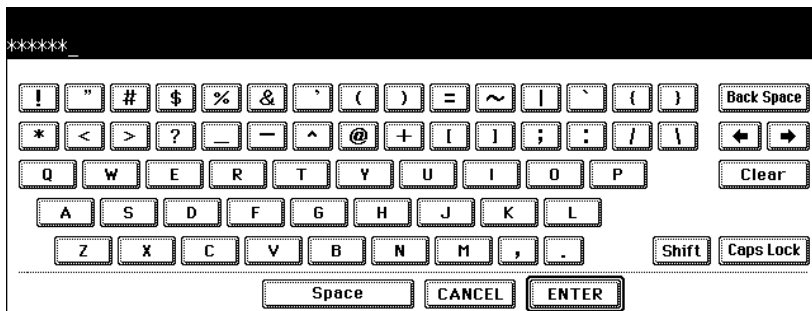 ******_
! " # $ % & ' ( ) = ~ | ` { } Back Space
* < > ? _ - ^ @ + [ ] ; : / \ ← →
Q W E R T Y U I O P Clear
A S D F G H J K L
Z X C V B N M , . Shift Caps Lock
Space CANCEL ENTER